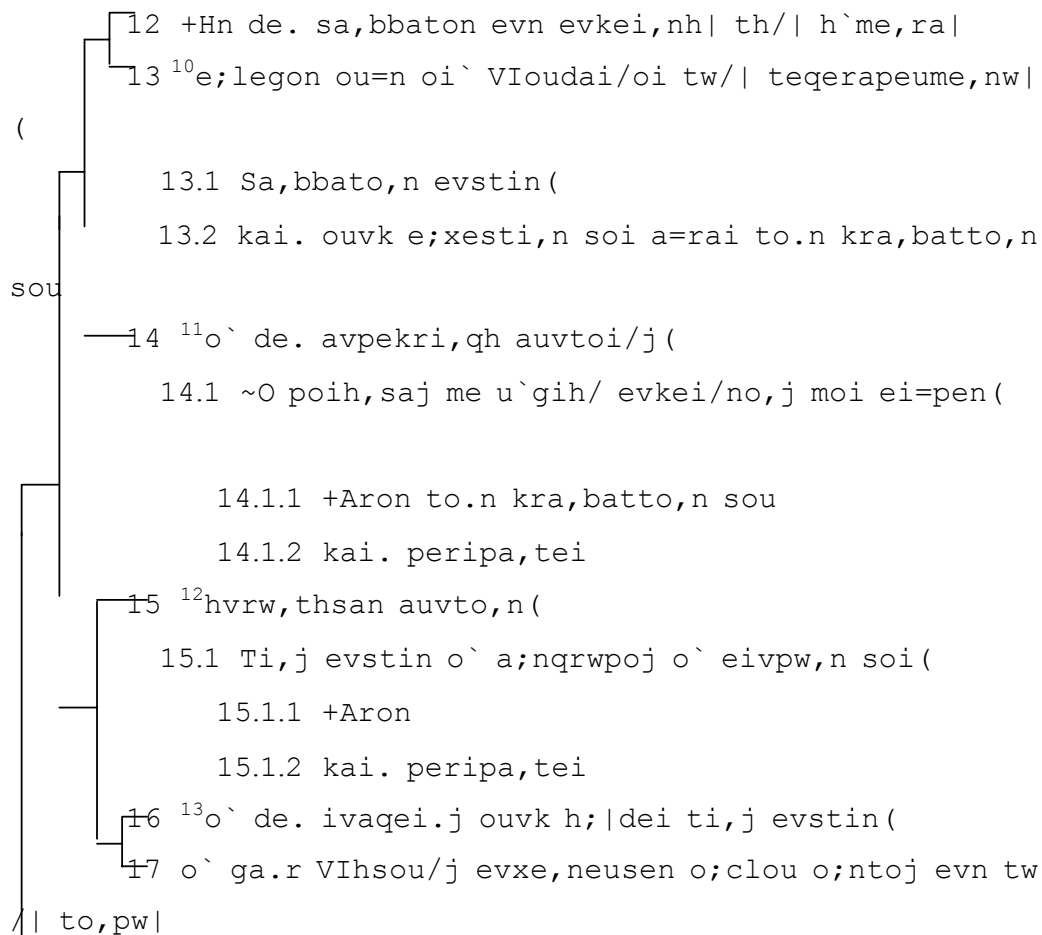 12 +Hn de. sa,bbaton evn evkei,nh| th/| h`me,ra|
13 10e;legon ou=n oi` VIoudai/oi tw/| teqerapeume,nw|
(
13.1 Sa,bbato,n evstin(
13.2 kai. ouvk e;xesti,n soi a=rai to.n kra,batto,n
sou
14 11o` de. avpekri,qh auvtoi/j(
14.1 ~O poih,saj me u`gih/ evkei/no,j moi ei=pen(
14.1.1 +Aron to.n kra,batto,n sou
14.1.2 kai. peripa,tei
15 12hvrw,thsan auvto,n(
15.1 Ti,j evstin o` a;nqrwpoj o` eivpw,n soi(
15.1.1 +Aron
15.1.2 kai. peripa,tei
16 13o` de. ivaqei.j ouvk h;|dei ti,j evstin(
17 o` ga.r VIhsou/j evxe,neusen o;clou o;ntoj evn tw
/| to,pw|